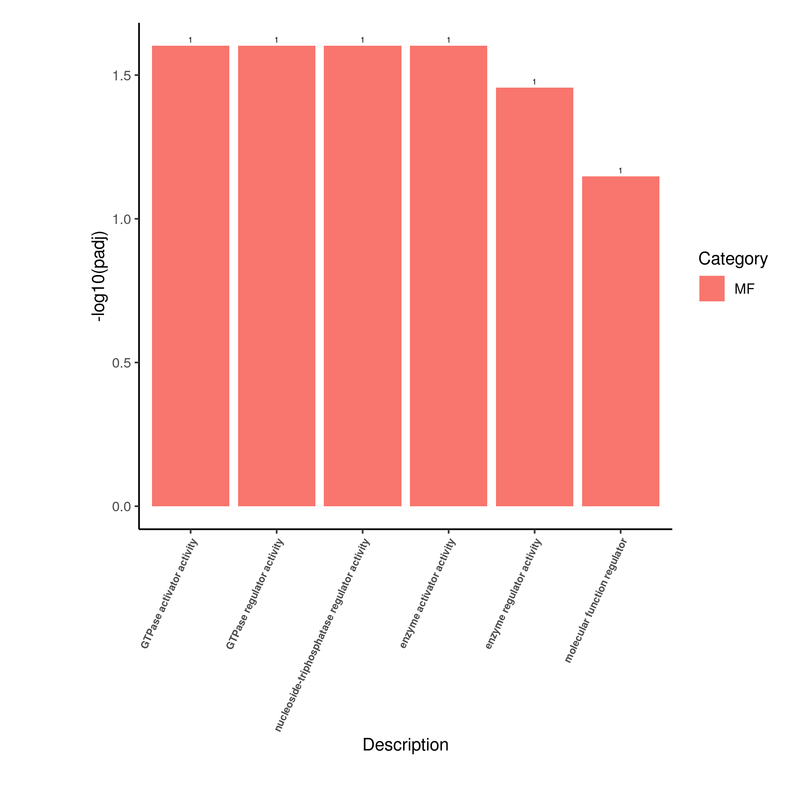 1 1 1 1
1
1
1.5
1.0
0.5
0.0
-log10(padj)
Category
MF
GTPase activator activity
GTPase regulator activity
nucleoside-triphosphatase regulator activity
enzyme activator activity
enzyme regulator activity
molecular function regulator
Description